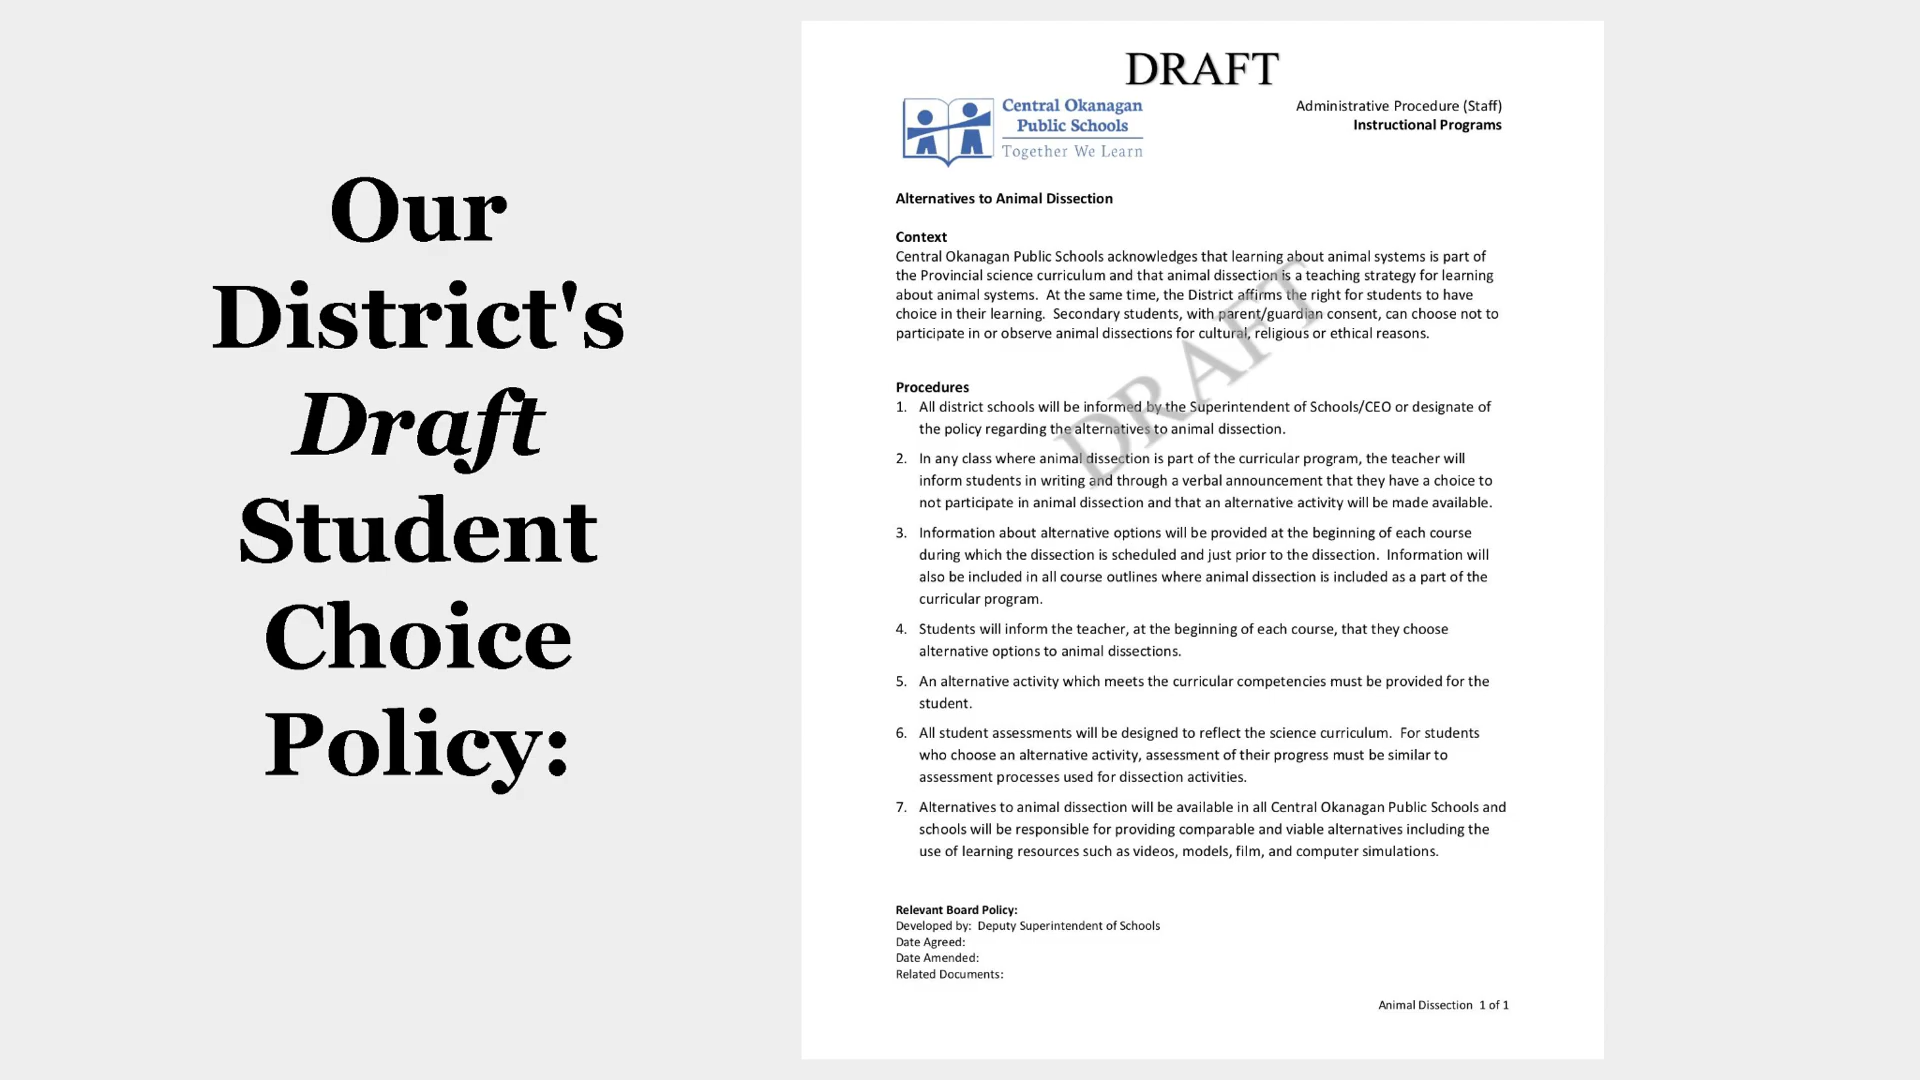 Our
District's
Draft
Student
Choice
Policy:
DRAFT
Central Okanagan
Public Schools
Together We Learn
Administrative Procedure (Staff)
Instructional Programs
Alternatives to Animal Dissection
Context
Central Okanagan Public Schools acknowledges that learning about animal systems is part of
the Provincial science curriculum and that animal dissection is a teaching strategy for learning
about animal systems.  At the same time, the District affirms the right for students to have
choice in their learning.  Secondary students, with parent/guardian consent, can choose not to
participate in or observe animal dissections for cultural, religious or ethical reasons.
DRAFT
Procedures
1. All district schools will be informed by the Superintendent of Schools/CEO or designate of
the policy regarding the alternatives to animal dissection.
2. In any class where animal dissection is part of the curricular program, the teacher will
inform students in writing and through a verbal announcement that they have a choice to
not participate in animal dissection and that an alternative activity will be made available.
3. Information about alternative options will be provided at the beginning of each course
during which the dissection is scheduled and just prior to the dissection.  Information will
also be included in all course outlines where animal dissection is included as a part of the
curricular program.
4. Students will inform the teacher, at the beginning of each course, that they choose
alternative options to animal dissections.
5. An alternative activity which meets the curricular competencies must be provided for the
student.
6. All student assessments will be designed to reflect the science curriculum.  For students
who choose an alternative activity, assessment of their progress must be similar to
assessment processes used for dissection activities.
7. Alternatives to animal dissection will be available in all Central Okanagan Public Schools and
schools will be responsible for providing comparable and viable alternatives including the
use of learning resources such as videos, models, film, and computer simulations.
Relevant Board Policy:
Developed by:  Deputy Superintendent of Schools
Date Agreed:
Date Amended:
Related Documents:
Animal Dissection  1 of 1